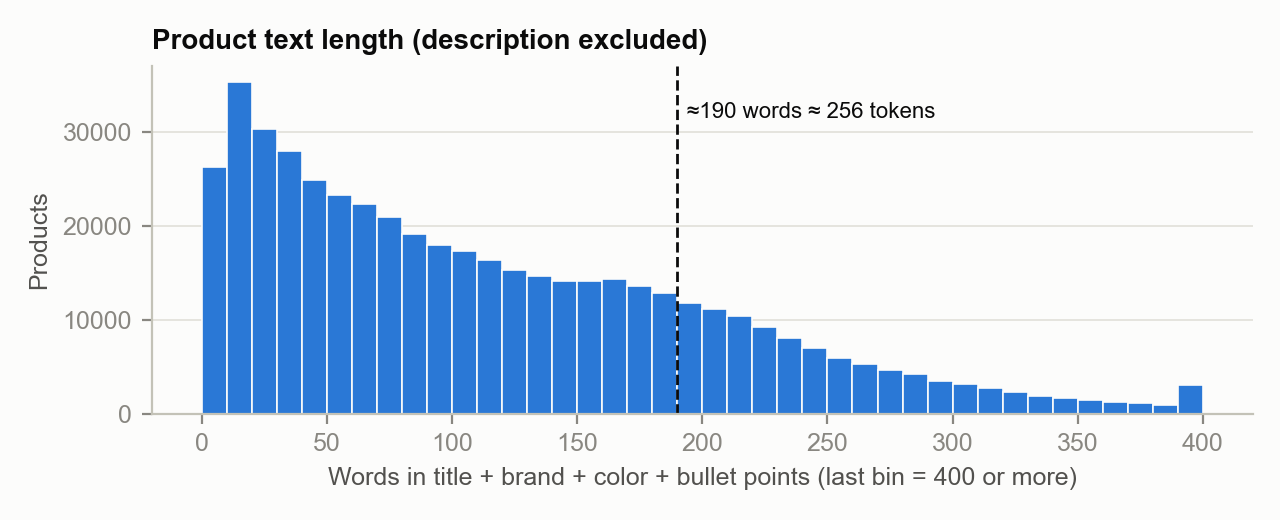 Product text length (description excluded)
≈190 words ≈ 256 tokens
Products
30000
20000
10000
0
0 50 100 150 200 250 300 350 400
Words in title + brand + color + bullet points (last bin = 400 or more)